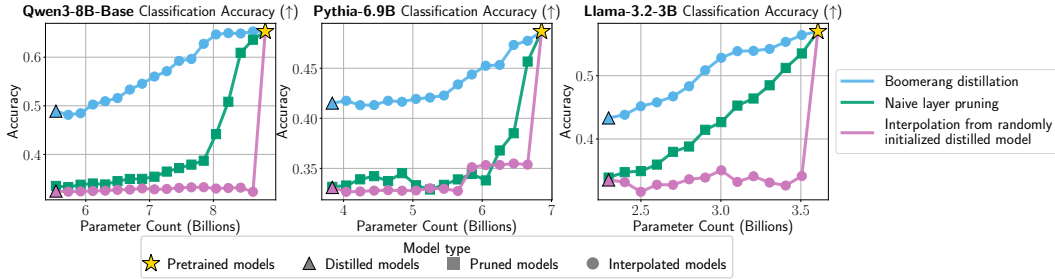 Qwen3-8B-Base Classification Accuracy (↑)
Accuracy
0.6
0.5
0.4
6
7
8
Parameter Count (Billions)
Pythia-6.9B Classification Accuracy (↑)
Accuracy
0.45
0.40
0.35
4
5
6
7
Parameter Count (Billions)
Llama-3.2-3B Classification Accuracy (↑)
Accuracy
0.5
0.4
2.5
3.0
3.5
Parameter Count (Billions)
Boomerang distillation
Naive layer pruning
Interpolation from randomly
initialized distilled model
Model type
Pretrained models
Distilled models
Pruned models
Interpolated models